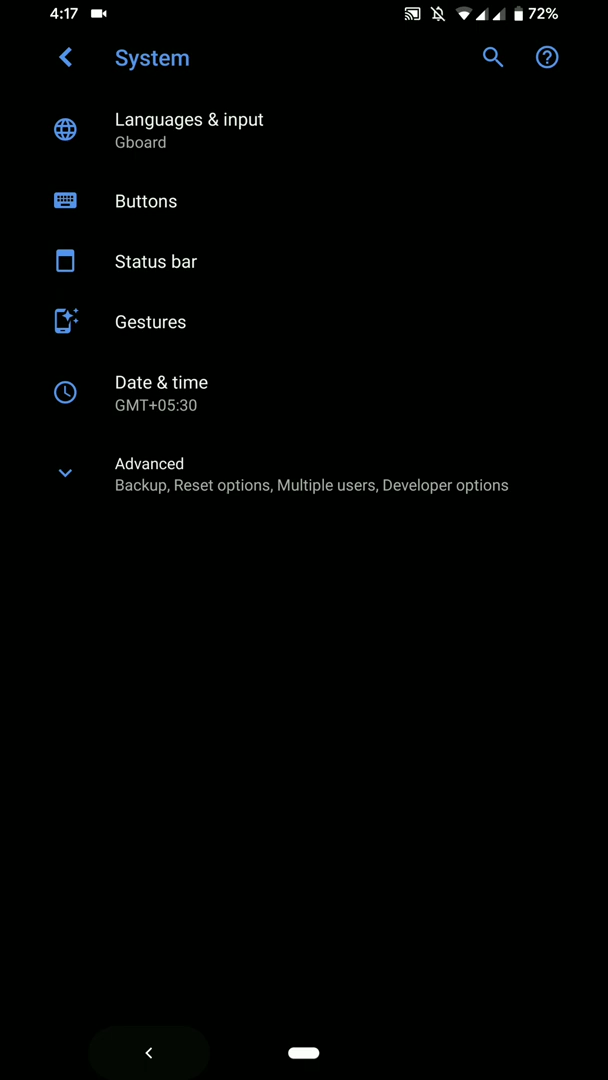 4:17 72%
System
Languages & input
Gboard
Buttons
Status bar
Gestures
Date & time
GMT+05:30
Advanced
Backup, Reset options, Multiple users, Developer options